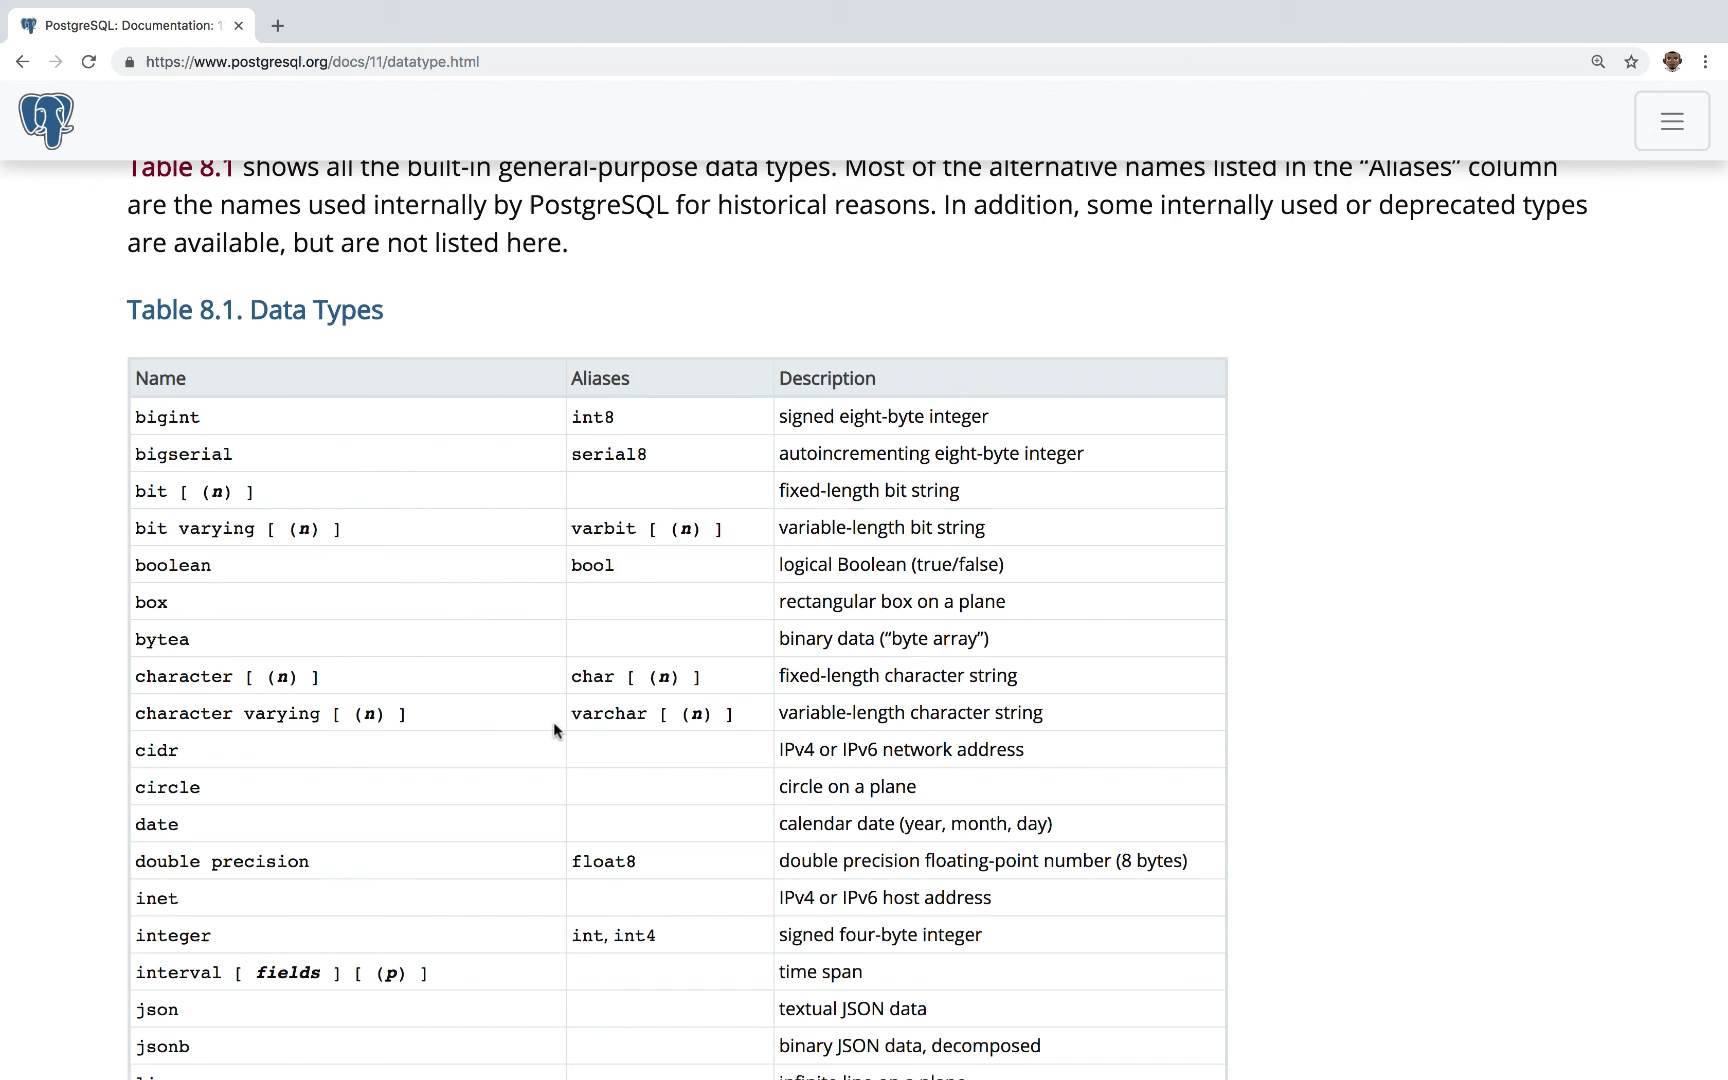 PostgreSQL: Documentation: 1
https://www.postgresql.org/docs/11/datatype.html
Table 8.1 shows all the built-in general-purpose data types. Most of the alternative names listed in the “Aliases” column
are the names used internally by PostgreSQL for historical reasons. In addition, some internally used or deprecated types
are available, but are not listed here.
Table 8.1. Data Types
Name Aliases Description
bigint int8 signed eight-byte integer
bigserial serial8 autoincrementing eight-byte integer
bit [ (n) ] fixed-length bit string
bit varying [ (n) ] varbit [ (n) ] variable-length bit string
boolean bool logical Boolean (true/false)
box rectangular box on a plane
bytea binary data (“byte array”)
character [ (n) ] char [ (n) ] fixed-length character string
character varying [ (n) ] varchar [ (n) ] variable-length character string
cidr IPv4 or IPv6 network address
circle circle on a plane
date calendar date (year, month, day)
double precision float8 double precision floating-point number (8 bytes)
inet IPv4 or IPv6 host address
integer int, int4 signed four-byte integer
interval [ fields ] [ (p) ] time span
json textual JSON data
jsonb binary JSON data, decomposed